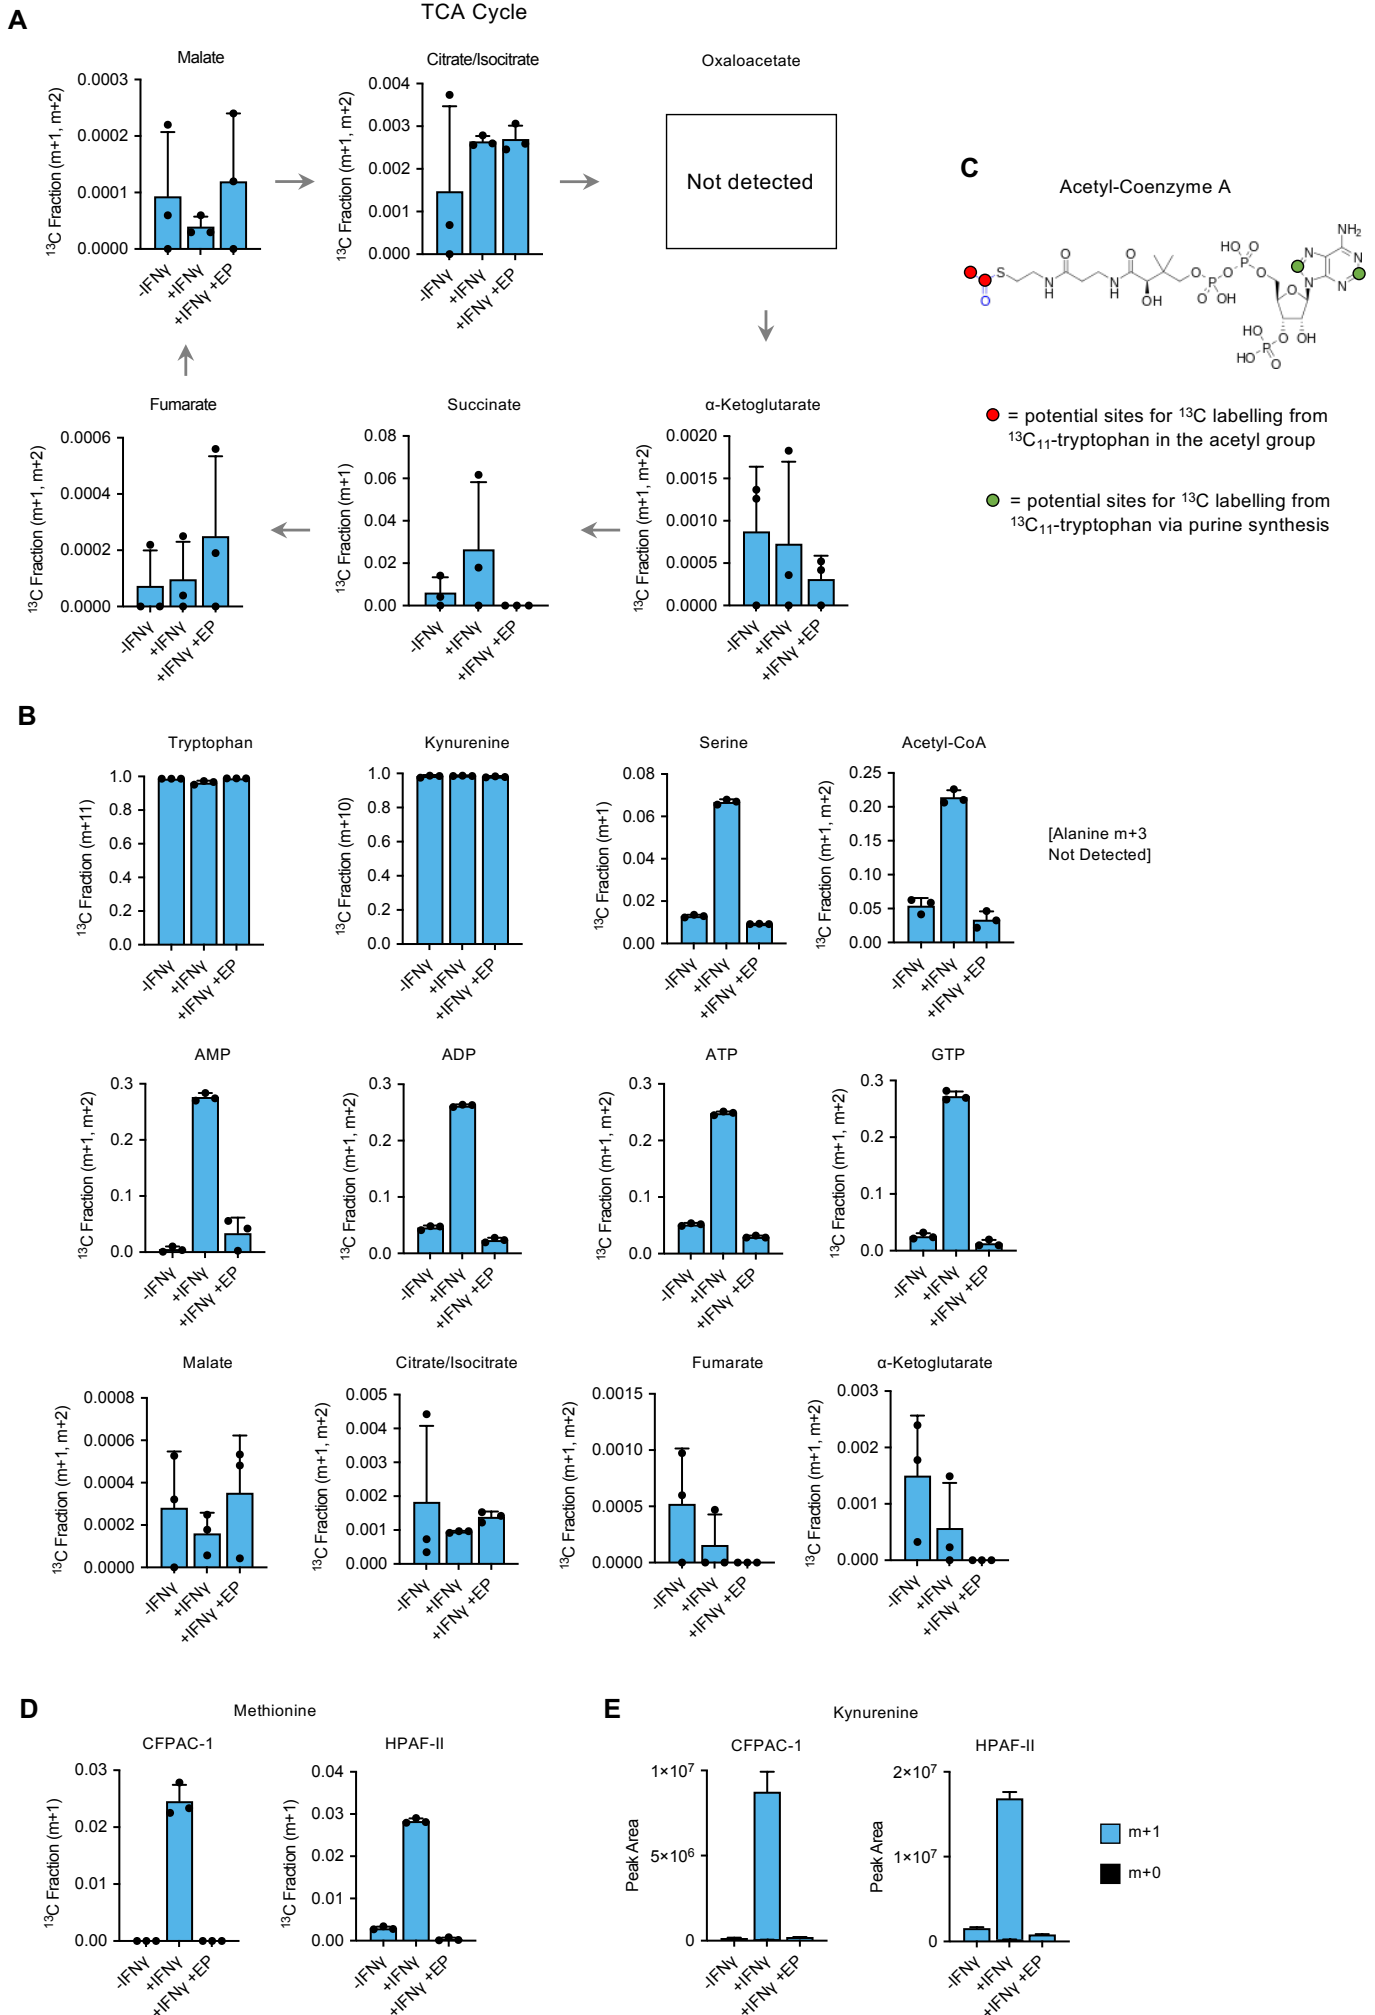 A
TCA Cycle
Malate
¹³C Fraction (m+1, m+2)
0.0003
0.0002
0.0001
0.0000
-IFNγ
+IFNγ
+IFNγ +EP
Citrate/Isocitrate
¹³C Fraction (m+1, m+2)
0.004
0.003
0.002
0.001
0.000
-IFNγ
+IFNγ
+IFNγ +EP
Oxaloacetate
Not detected
Fumarate
¹³C Fraction (m+1, m+2)
0.0006
0.0004
0.0002
0.0000
-IFNγ
+IFNγ
+IFNγ +EP
Succinate
¹³C Fraction (m+1)
0.08
0.06
0.04
0.02
0.00
-IFNγ
+IFNγ
+IFNγ +EP
α-Ketoglutarate
¹³C Fraction (m+1, m+2)
0.0020
0.0015
0.0010
0.0005
0.0000
-IFNγ
+IFNγ
+IFNγ +EP
C
Acetyl-Coenzyme A
O
S
O
N
H
O
N
H
OH
O
P
O
OH
O
P
HO
O
O
O
HO
HO
P
O
O
OH
N
N
N
N
NH₂
= potential sites for ¹³C labelling from
¹³C₁₁-tryptophan in the acetyl group
= potential sites for ¹³C labelling from
¹³C₁₁-tryptophan via purine synthesis
B
Tryptophan
¹³C Fraction (m+11)
1.0
0.8
0.6
0.4
0.2
0.0
-IFNγ
+IFNγ
+IFNγ +EP
Kynurenine
¹³C Fraction (m+10)
1.0
0.8
0.6
0.4
0.2
0.0
-IFNγ
+IFNγ
+IFNγ +EP
Serine
¹³C Fraction (m+1)
0.08
0.06
0.04
0.02
0.00
-IFNγ
+IFNγ
+IFNγ +EP
Acetyl-CoA
¹³C Fraction (m+1, m+2)
0.25
0.20
0.15
0.10
0.05
0.00
-IFNγ
+IFNγ
+IFNγ +EP
[Alanine m+3
Not Detected]
AMP
¹³C Fraction (m+1, m+2)
0.3
0.2
0.1
0.0
-IFNγ
+IFNγ
+IFNγ +EP
ADP
¹³C Fraction (m+1, m+2)
0.3
0.2
0.1
0.0
-IFNγ
+IFNγ
+IFNγ +EP
ATP
¹³C Fraction (m+1, m+2)
0.3
0.2
0.1
0.0
-IFNγ
+IFNγ
+IFNγ +EP
GTP
¹³C Fraction (m+1, m+2)
0.3
0.2
0.1
0.0
-IFNγ
+IFNγ
+IFNγ +EP
Malate
¹³C Fraction (m+1, m+2)
0.0008
0.0006
0.0004
0.0002
0.0000
-IFNγ
+IFNγ
+IFNγ +EP
Citrate/Isocitrate
¹³C Fraction (m+1, m+2)
0.005
0.004
0.003
0.002
0.001
0.000
-IFNγ
+IFNγ
+IFNγ +EP
Fumarate
¹³C Fraction (m+1, m+2)
0.0015
0.0010
0.0005
0.0000
-IFNγ
+IFNγ
+IFNγ +EP
α-Ketoglutarate
¹³C Fraction (m+1, m+2)
0.003
0.002
0.001
0.000
-IFNγ
+IFNγ
+IFNγ +EP
D
Methionine
CFPAC-1
¹³C Fraction (m+1)
0.03
0.02
0.01
0.00
-IFNγ
+IFNγ
+IFNγ +EP
HPAF-II
¹³C Fraction (m+1)
0.04
0.03
0.02
0.01
0.00
-IFNγ
+IFNγ
+IFNγ +EP
E
Kynurenine
CFPAC-1
Peak Area
1×10⁷
5×10⁶
0
-IFNγ
+IFNγ
+IFNγ +EP
HPAF-II
Peak Area
2×10⁷
1×10⁷
0
-IFNγ
+IFNγ
+IFNγ +EP
m+1
m+0